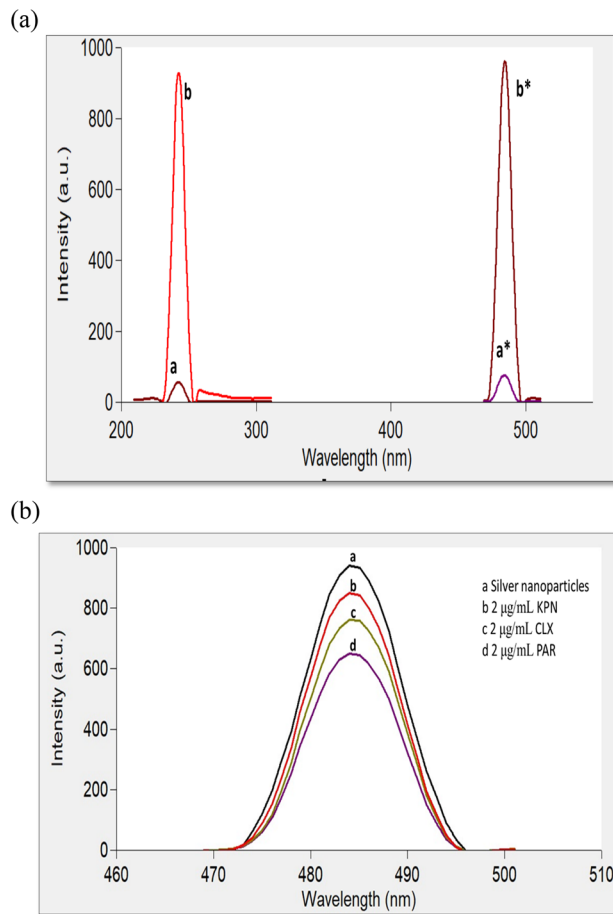 (a)
1000
800
600
400
200
0
b
a
b*
a*
200
300
400
500
Intensity (a.u.)
Wavelength (nm)
(b)
1000
800
600
400
200
0
a
b
c
d
a Silver nanoparticles
b 2 µg/mL KPN
c 2 µg/mL CLX
d 2 µg/mL PAR
460
470
480
490
500
510
Intensity (a.u.)
Wavelength (nm)